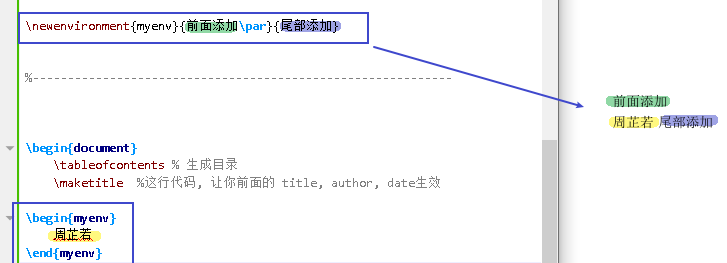 \newenvironment{myenv}{前面添加\par}{尾部添加}
%------------------------------------------------------------
\begin{document}
\tableofcontents % 生成目录
\maketitle %这行代码, 让你前面的 title, author, date生效
\begin{myenv}
周芷若
\end{myenv}
前面添加
周芷若 尾部添加